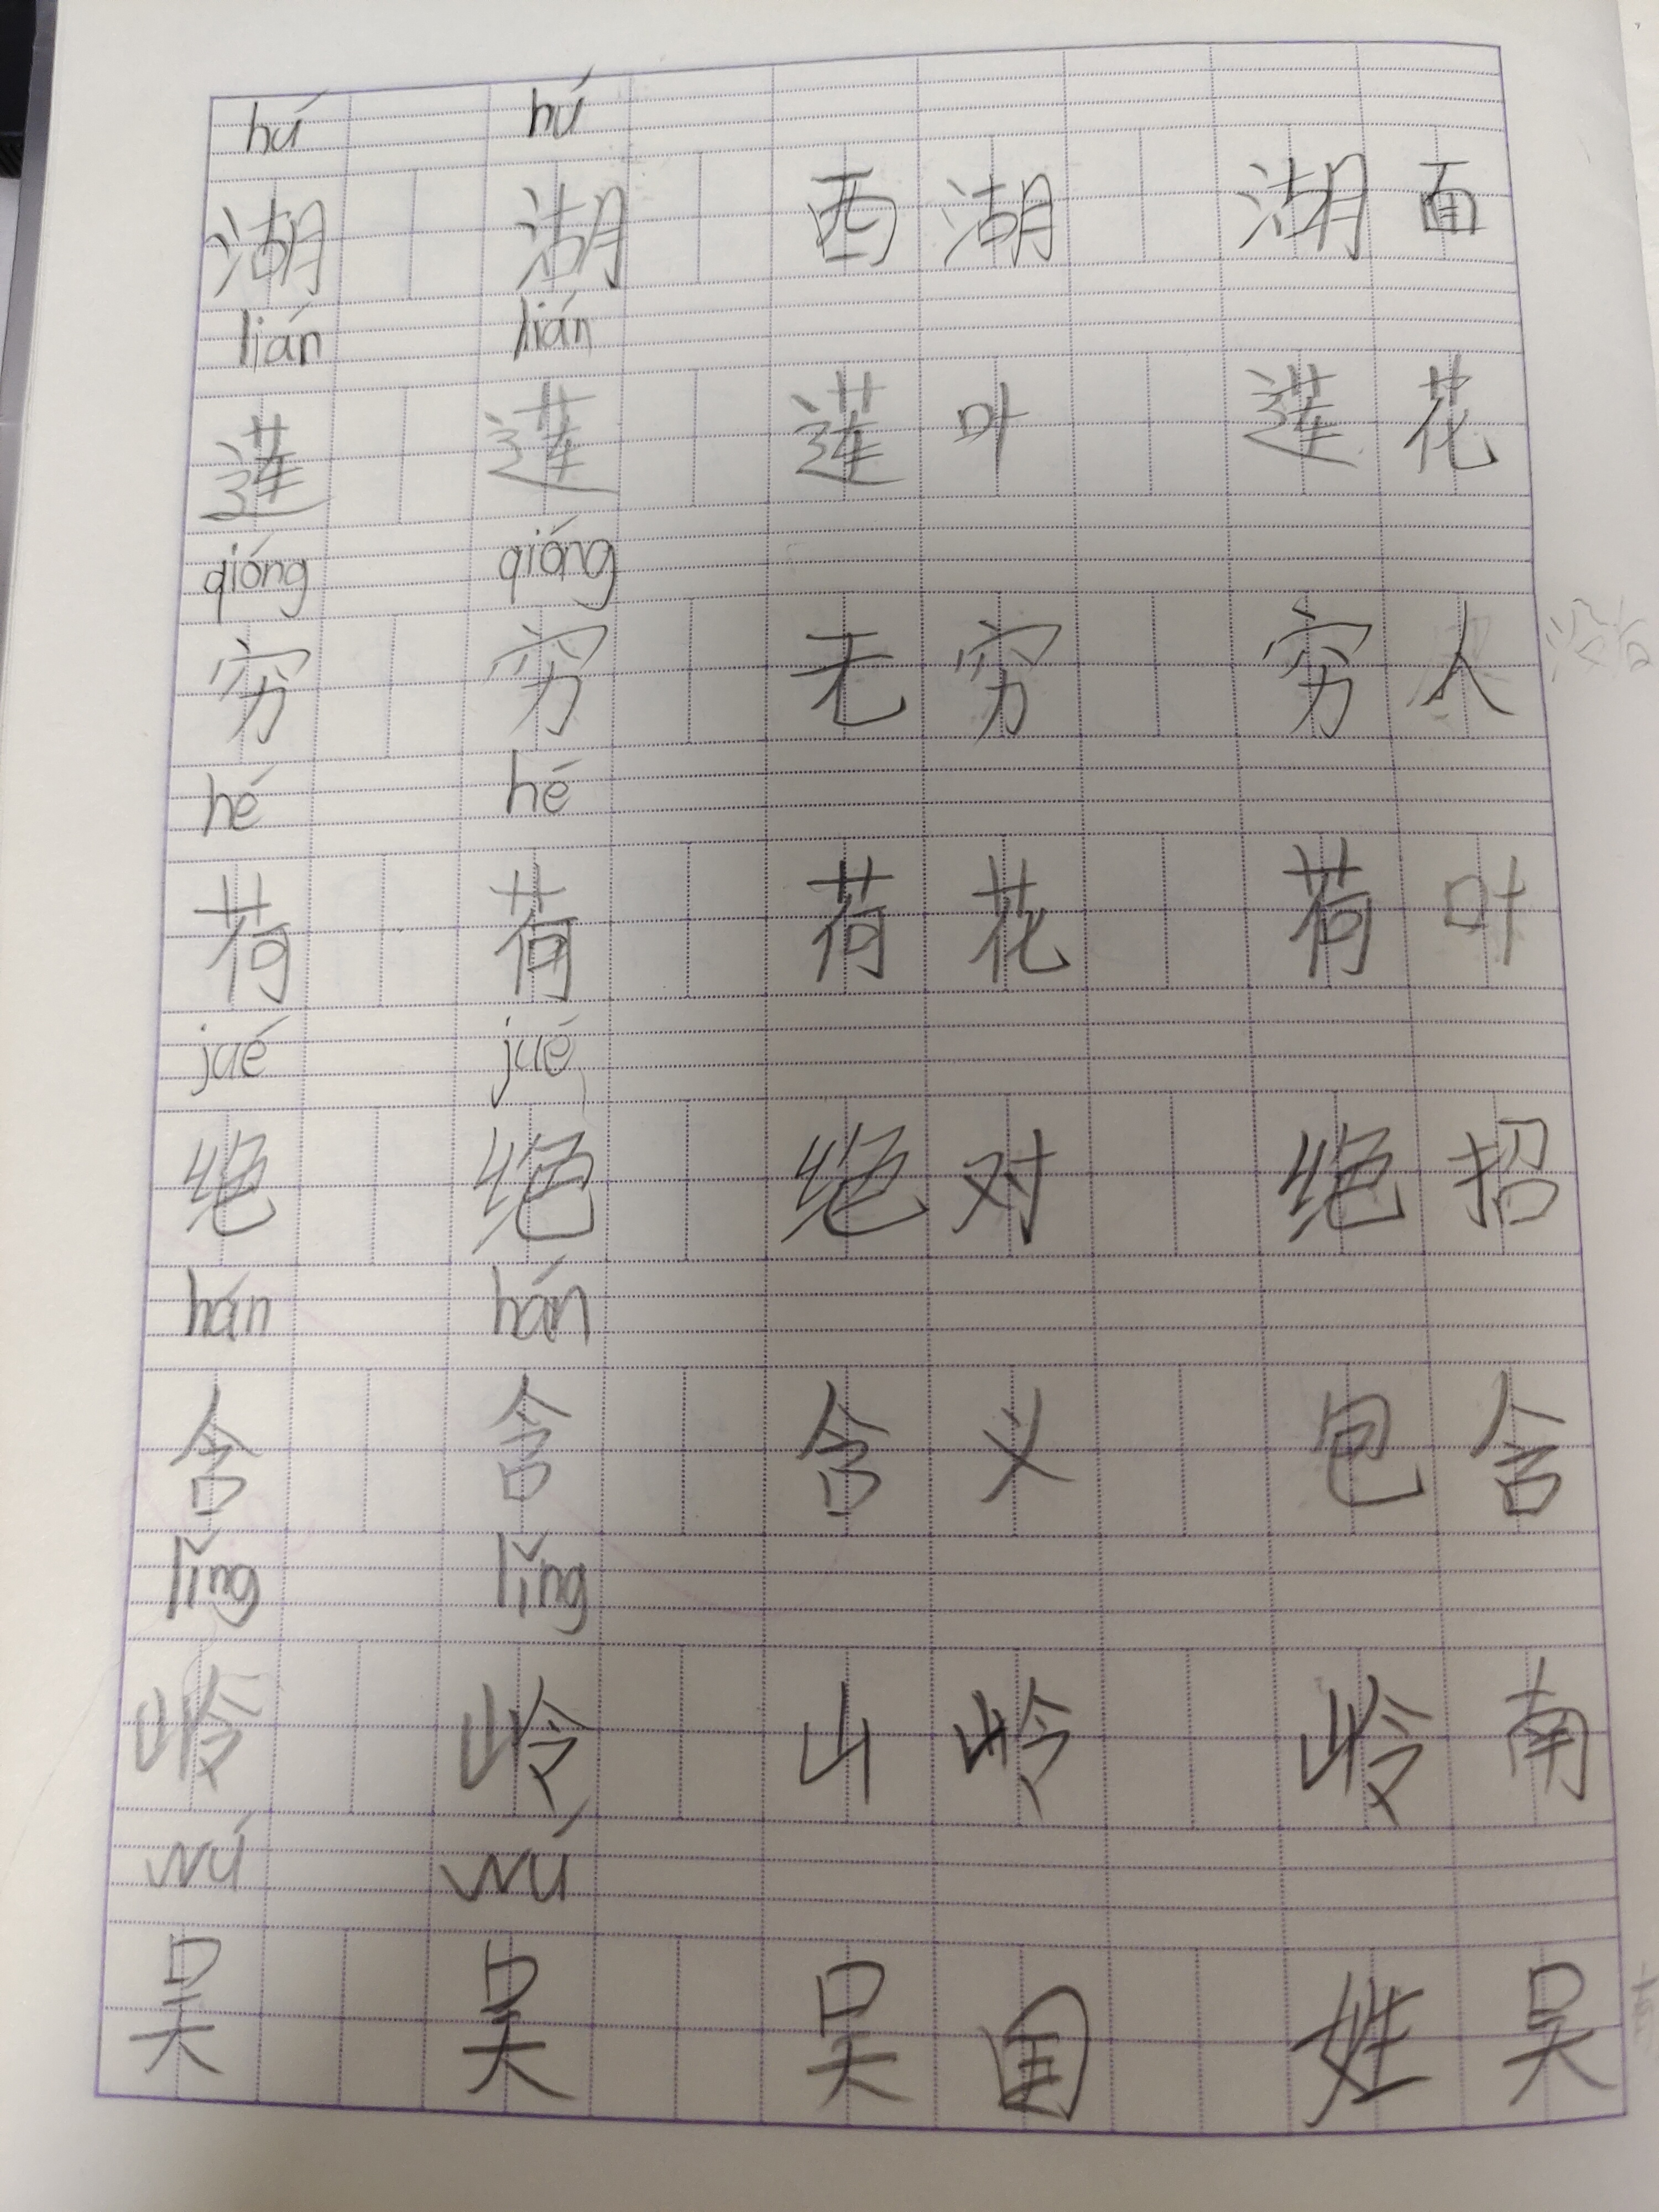 hú hú
湖 湖 西湖 湖面
lián lián
莲 莲 莲叶 莲花
qióng qióng
穷 穷 无穷 穷人
hé hé
荷 荷 荷花 荷叶
jué jué
绝 绝 绝对 绝招
hán hán
含 含 含义 包含
lǐng lǐng
岭 岭 山岭 岭南
wú wú
吴 吴 吴国 姓吴